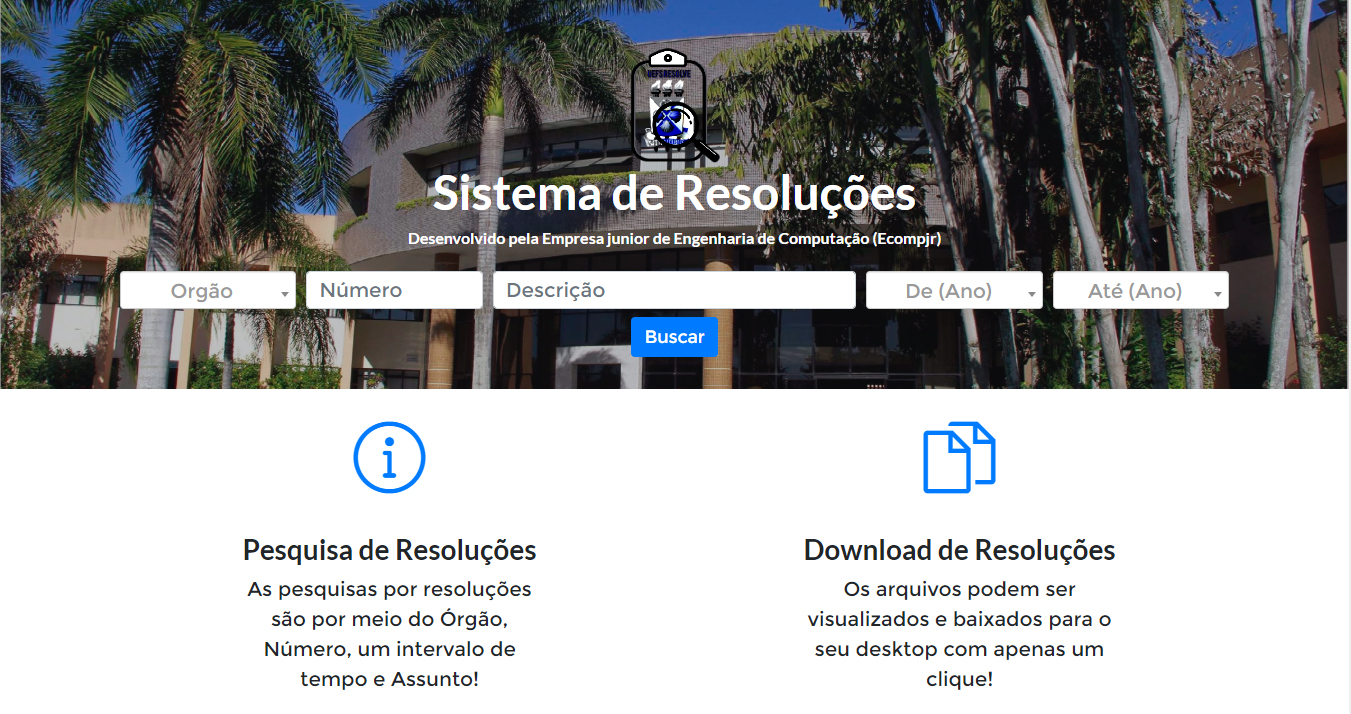 UEFS RESOLVE
Sistema de Resoluções
Desenvolvido pela Empresa junior de Engenharia de Computação (Ecompjr)
Orgão Número Descrição De (Ano) Até (Ano)
Buscar
Pesquisa de Resoluções
As pesquisas por resoluções
são por meio do Órgão,
Número, um intervalo de
tempo e Assunto!
Download de Resoluções
Os arquivos podem ser
visualizados e baixados para o
seu desktop com apenas um
clique!